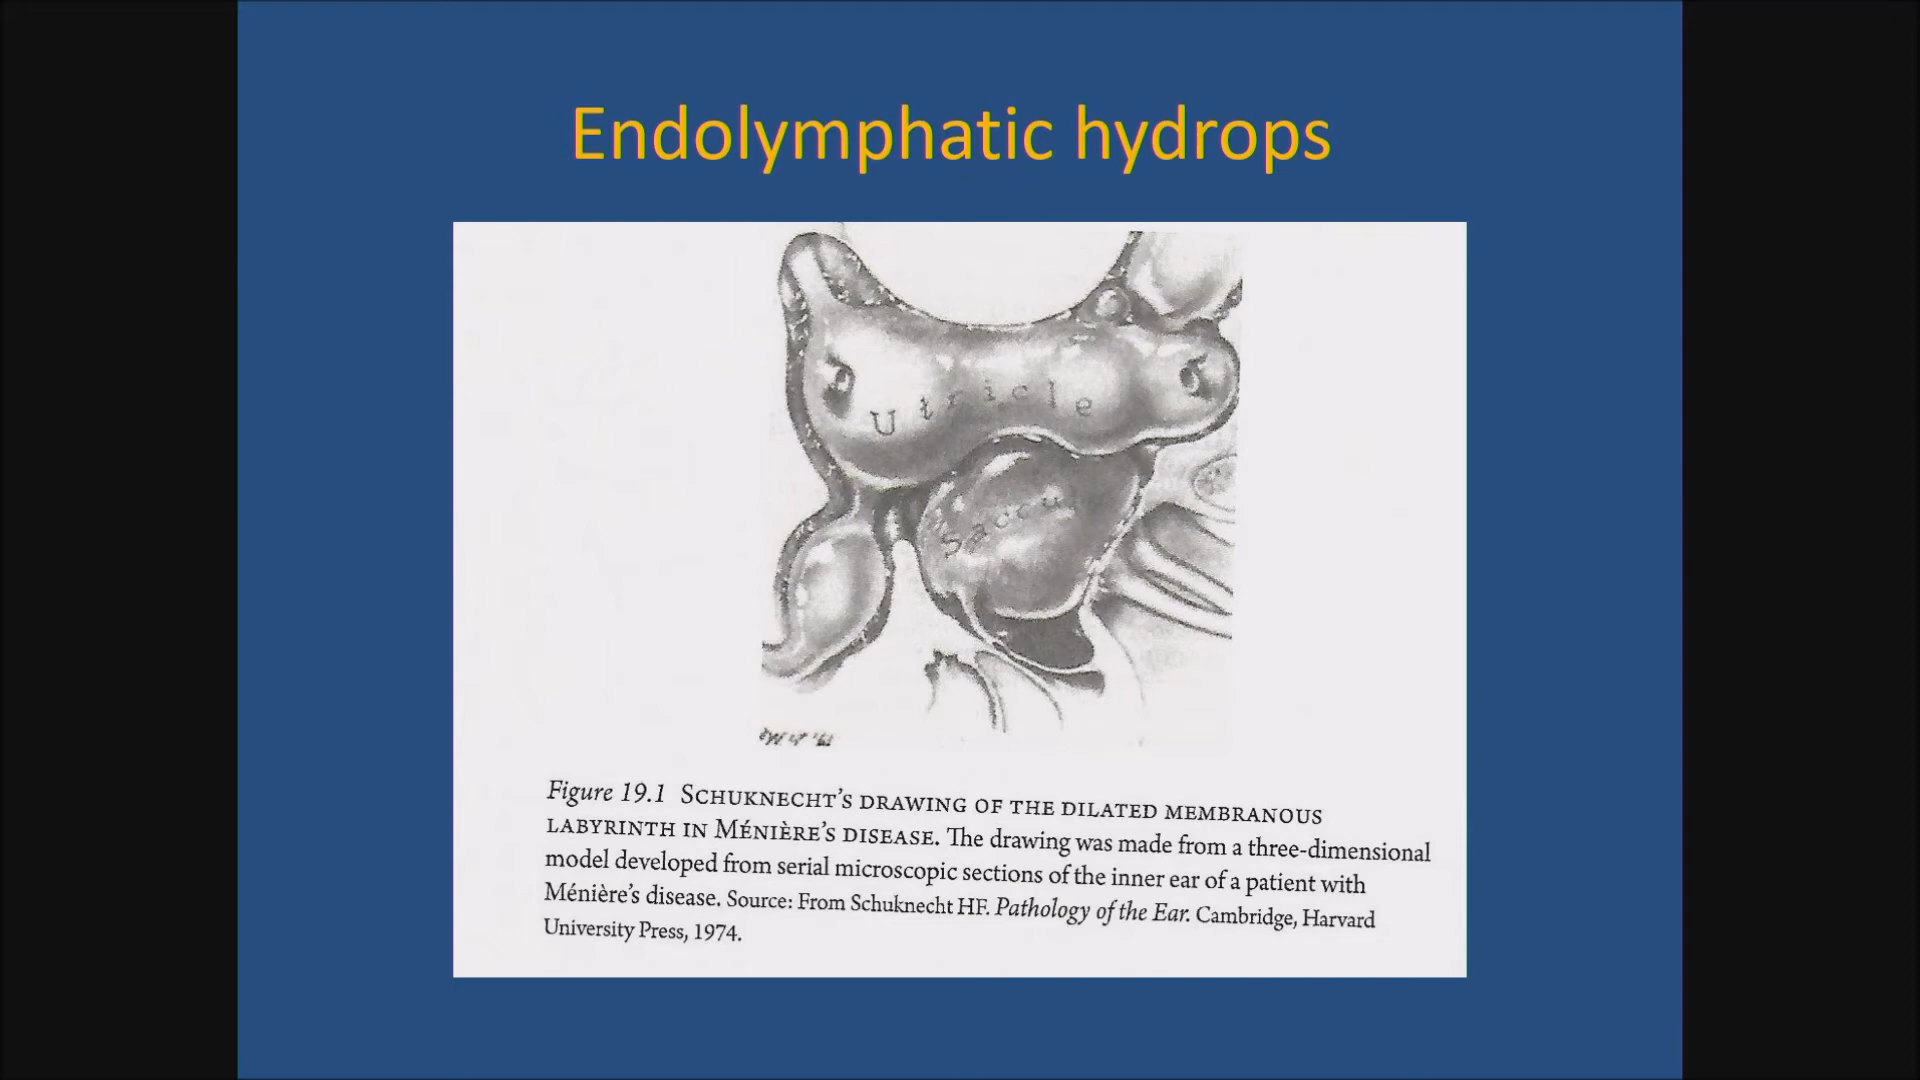 Endolymphatic hydrops
Utricle
Saccu
Figure 19.1 SCHUKNECHT'S DRAWING OF THE DILATED MEMBRANOUS
LABYRINTH IN MÉNIÈRE'S DISEASE. The drawing was made from a three-dimensional
model developed from serial microscopic sections of the inner ear of a patient with
Ménière's disease. Source: From Schuknecht HF. Pathology of the Ear. Cambridge, Harvard
University Press, 1974.